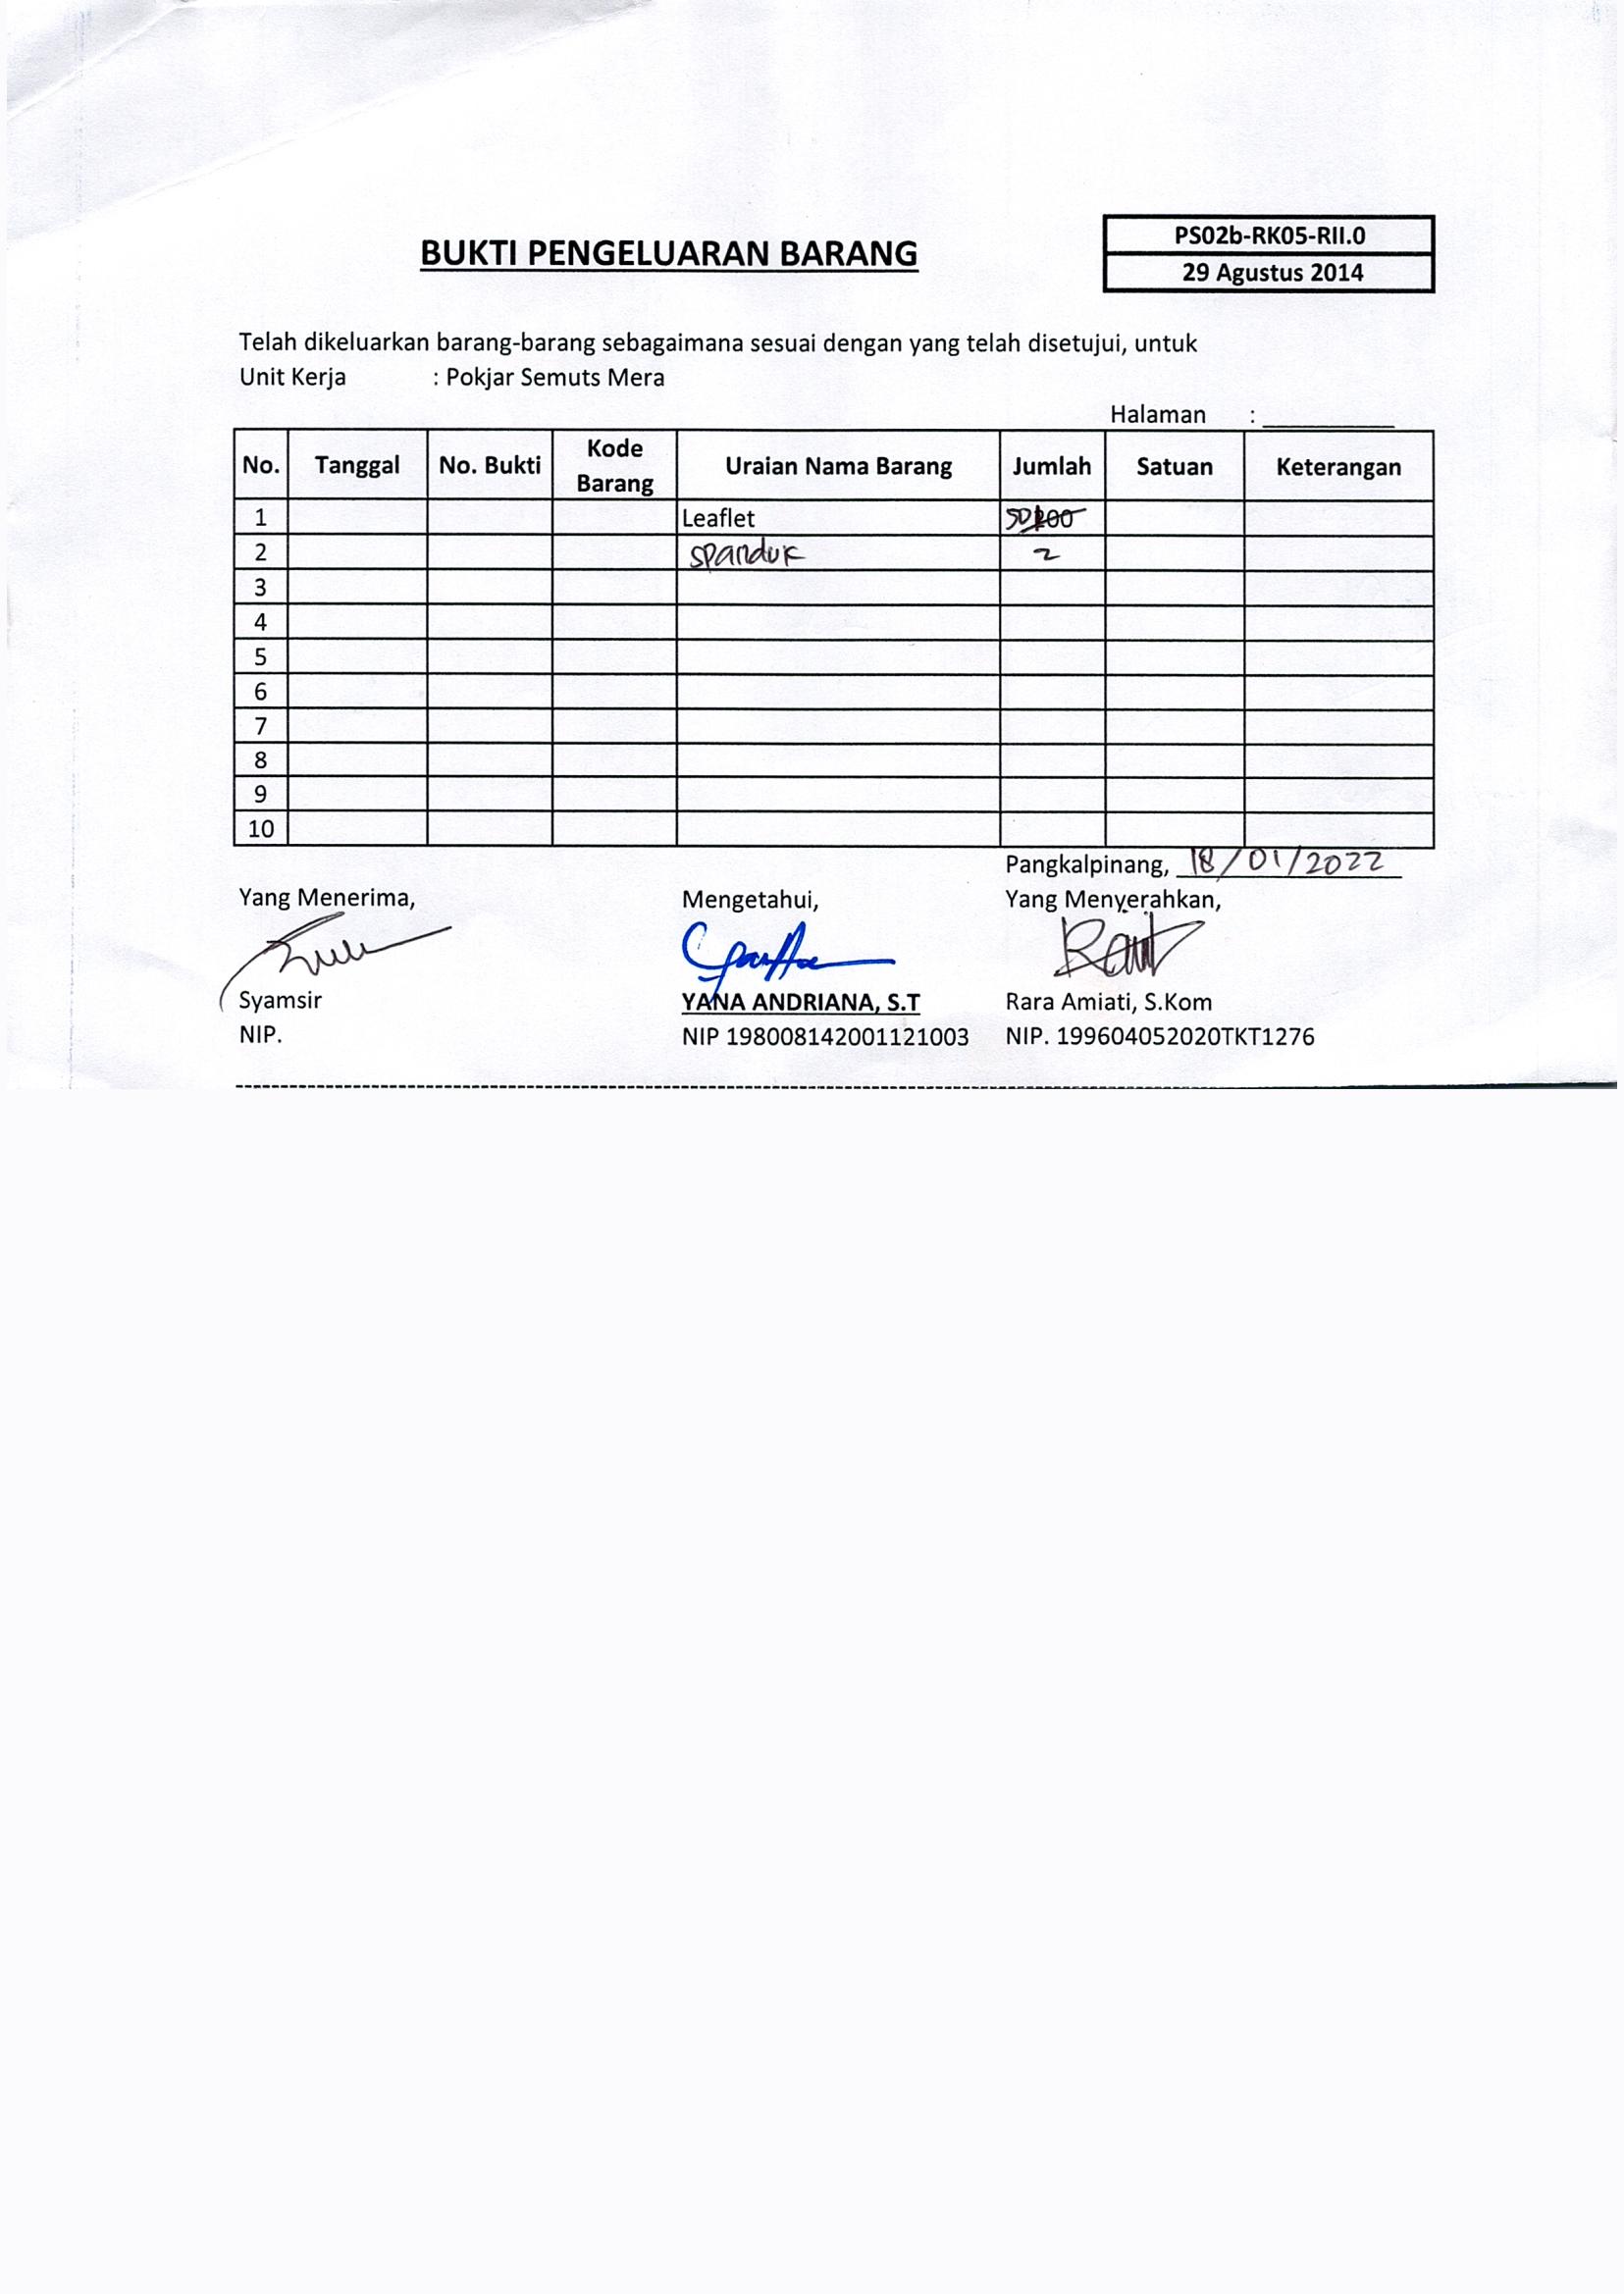 BUKTI PENGELUARAN BARANG
PS02b-RK05-RII.0
29 Agustus 2014
Telah dikeluarkan barang-barang sebagaimana sesuai dengan yang telah disetujui, untuk
Unit Kerja : Pokjar Semuts Mera
Halaman :
No. Tanggal No. Bukti Kode Barang Uraian Nama Barang Jumlah Satuan Keterangan
1 Leaflet 50
2 spanduk 2
3
4
5
6
7
8
9
10
Pangkalpinang, 18/01/2022
Yang Menerima, Mengetahui, Yang Menyerahkan,
Syamsir YANA ANDRIANA, S.T Rara Amiati, S.Kom
NIP. NIP 198008142001121003 NIP. 199604052020TKT1276